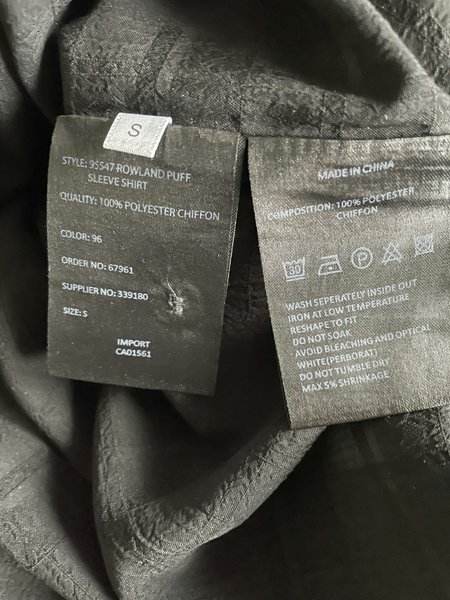 S
STYLE: 95547-ROWLAND PUFF
SLEEVE SHIRT
QUALITY: 100% POLYESTER CHIFFON
COLOR: 96
ORDER NO: 67961
SUPPLIER NO: 339180
SIZE: S
IMPORT
CA01561
MADE IN CHINA
COMPOSITION: 100% POLYESTER
CHIFFON
30
P
WASH SEPERATELY INSIDE OUT
IRON AT LOW TEMPERATURE
RESHAPE TO FIT
DO NOT SOAK
AVOID BLEACHING AND OPTICAL
WHITE(PERBORAT)
DO NOT TUMBLE DRY
MAX 5% SHRINKAGE